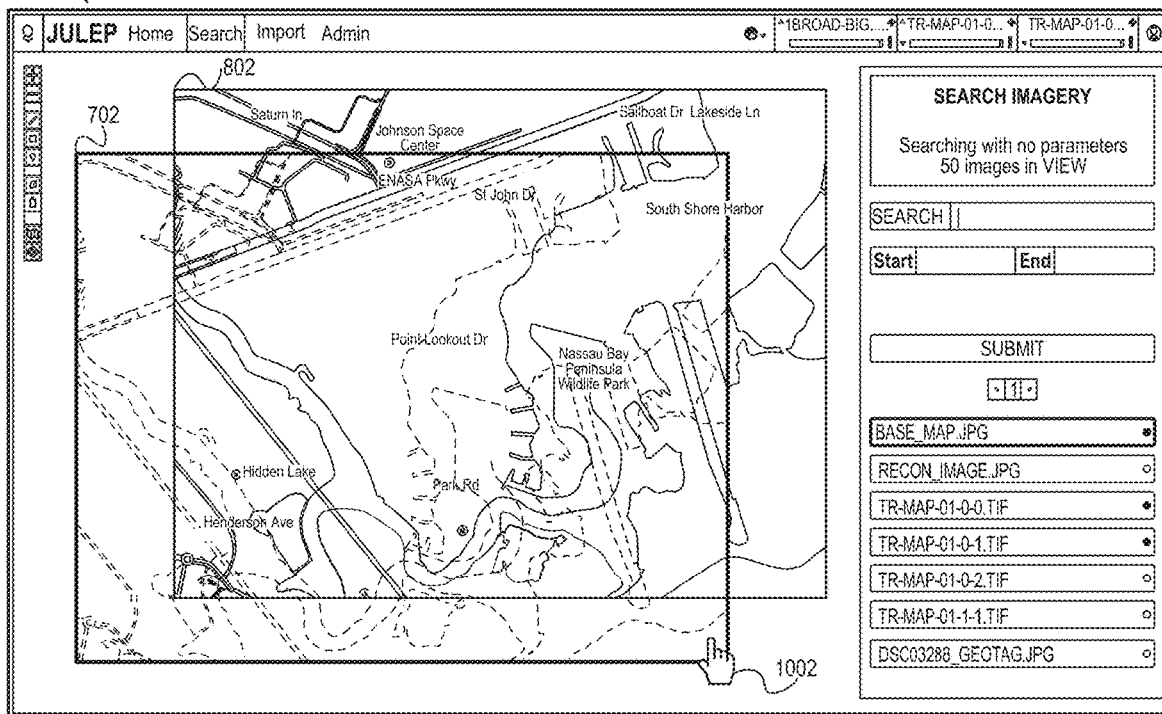 JULEP Home Search Import Admin
^1BROAD-BIG.... ^TR-MAP-01-0... TR-MAP-01-0...
802
702
Saturn ln
Johnson Space
Center
Sailboat Dr Lakeside Ln
ENASA Pkwy
St John Dr
South Shore Harbor
Point Lookout Dr
Nassau Bay
Peninsula
Wildlife Park
Hidden Lake
Park Rd
Henderson Ave
1002
SEARCH IMAGERY
Searching with no parameters
50 images in VIEW
SEARCH
Start End
SUBMIT
1
BASE_MAP.JPG
RECON_IMAGE.JPG
TR-MAP-01-0-0.TIF
TR-MAP-01-0-1.TIF
TR-MAP-01-0-2.TIF
TR-MAP-01-1-1.TIF
DSC03288_GEOTAG.JPG